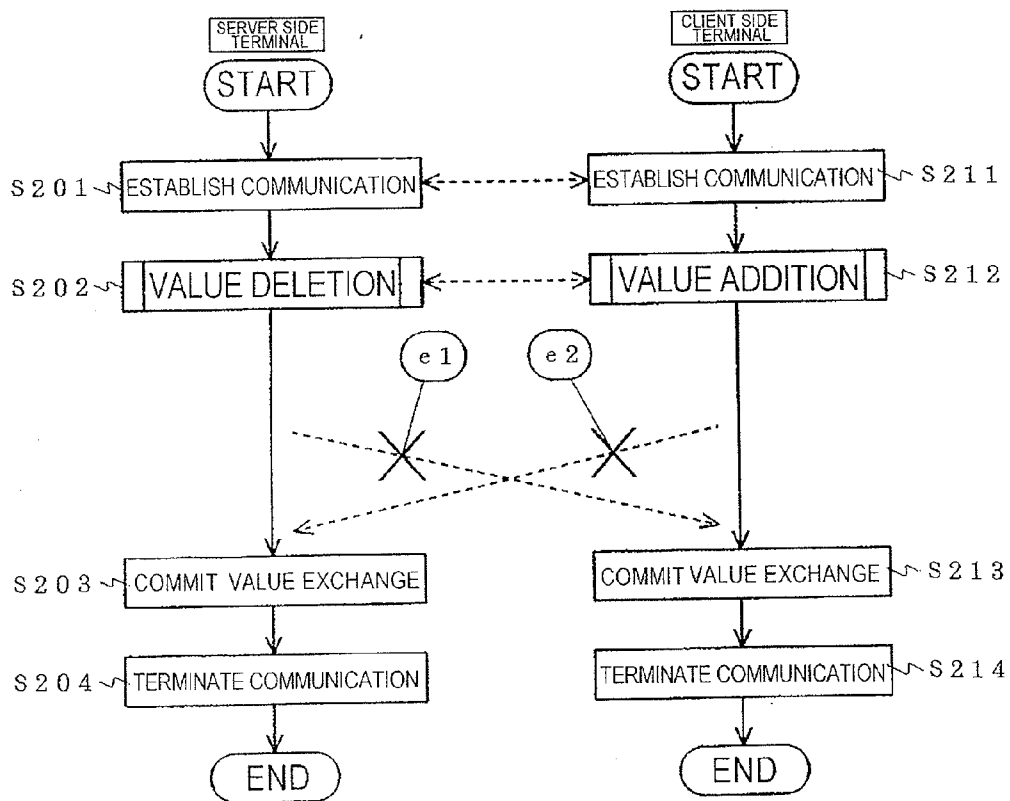 SERVER SIDE
TERMINAL
CLIENT SIDE
TERMINAL
START
START
S201
ESTABLISH COMMUNICATION
ESTABLISH COMMUNICATION
S211
S202
VALUE DELETION
VALUE ADDITION
S212
e1
e2
S203
COMMIT VALUE EXCHANGE
COMMIT VALUE EXCHANGE
S213
S204
TERMINATE COMMUNICATION
TERMINATE COMMUNICATION
S214
END
END